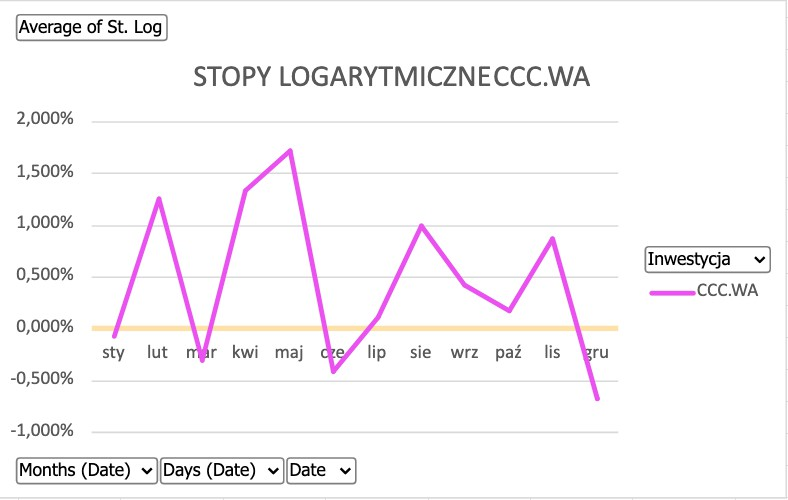 Average of St. Log
STOPY LOGARYTMICZNECCC.WA
2,000%
1,500%
1,000%
0,500%
0,000%
-0,500%
-1,000%
sty lut mar kwi maj cze lip sie wrz paź lis gru
Inwestycja
CCC.WA
Months (Date) Days (Date) Date